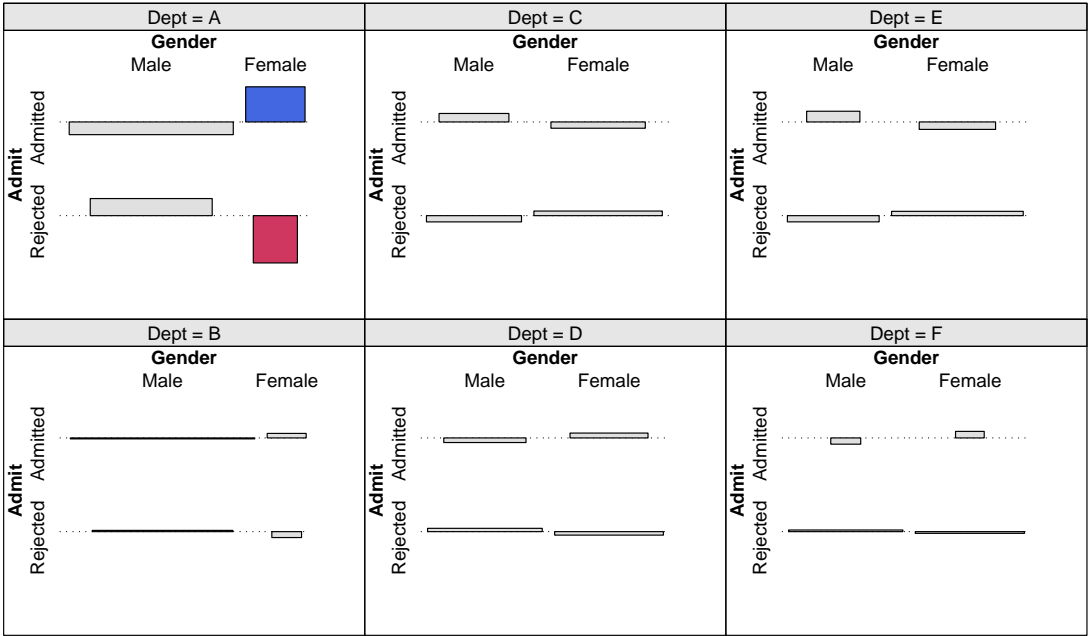 Dept = A
Gender
Male Female
Admit
Admitted
Rejected
Dept = C
Gender
Male Female
Admit
Admitted
Rejected
Dept = E
Gender
Male Female
Admit
Admitted
Rejected
Dept = B
Gender
Male Female
Admit
Admitted
Rejected
Dept = D
Gender
Male Female
Admit
Admitted
Rejected
Dept = F
Gender
Male Female
Admit
Admitted
Rejected